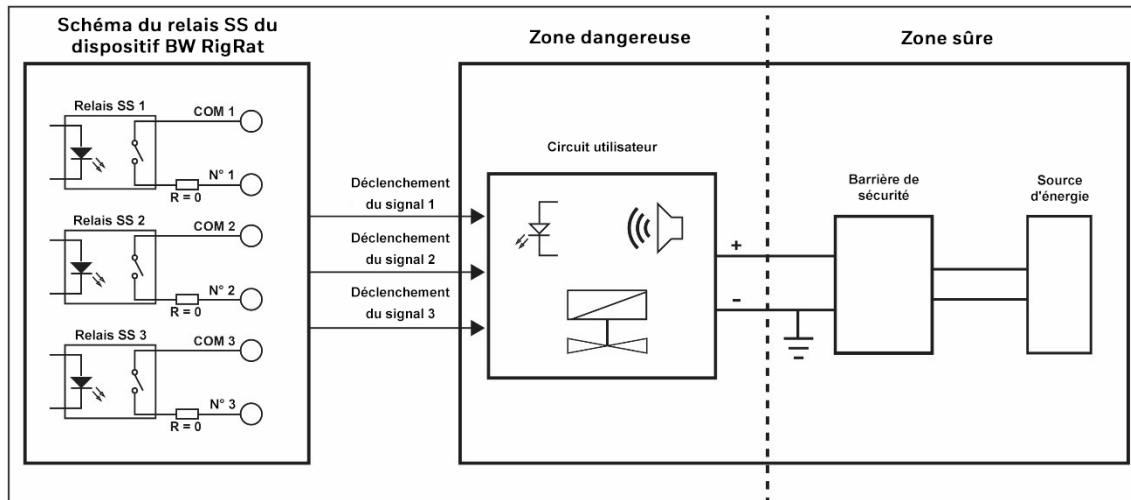 Schéma du relais SS du
dispositif BW RigRat
Relais SS 1
COM 1
N° 1
R = 0
Relais SS 2
COM 2
N° 2
R = 0
Relais SS 3
COM 3
N° 3
R = 0
Déclenchement
du signal 1
Déclenchement
du signal 2
Déclenchement
du signal 3
Zone dangereuse
Circuit utilisateur
+
-
Zone sûre
Barrière de
sécurité
Source
d'énergie